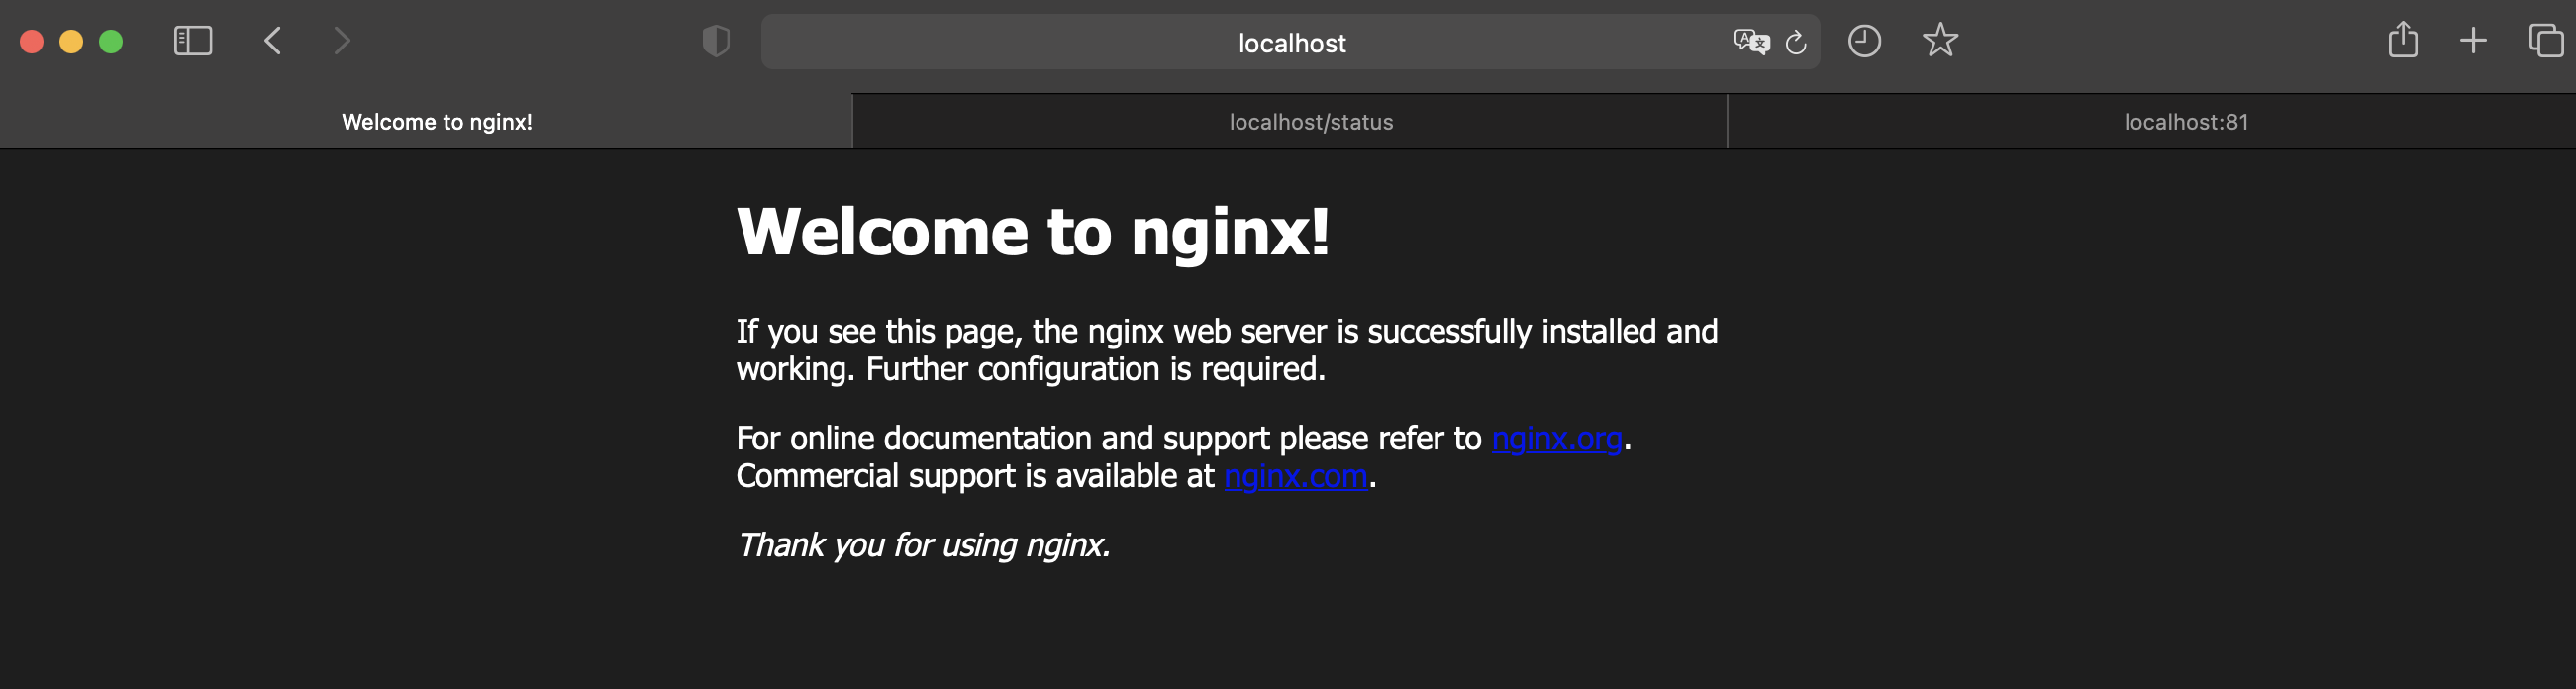 localhost
Welcome to nginx!
localhost/status
localhost:81
Welcome to nginx!
If you see this page, the nginx web server is successfully installed and
working. Further configuration is required.
For online documentation and support please refer to nginx.org.
Commercial support is available at nginx.com.
Thank you for using nginx.